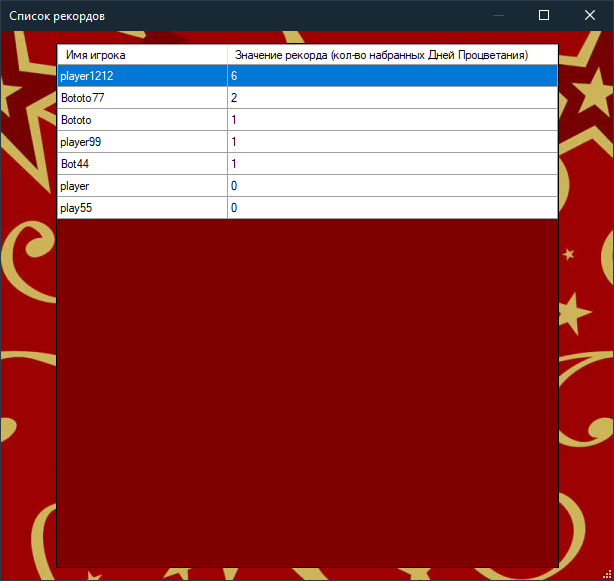 Список рекордов
Имя игрока Значение рекорда (кол-во набранных Дней Процветания)
player1212 6
Bototo77 2
Bototo 1
player99 1
Bot44 1
player 0
play55 0